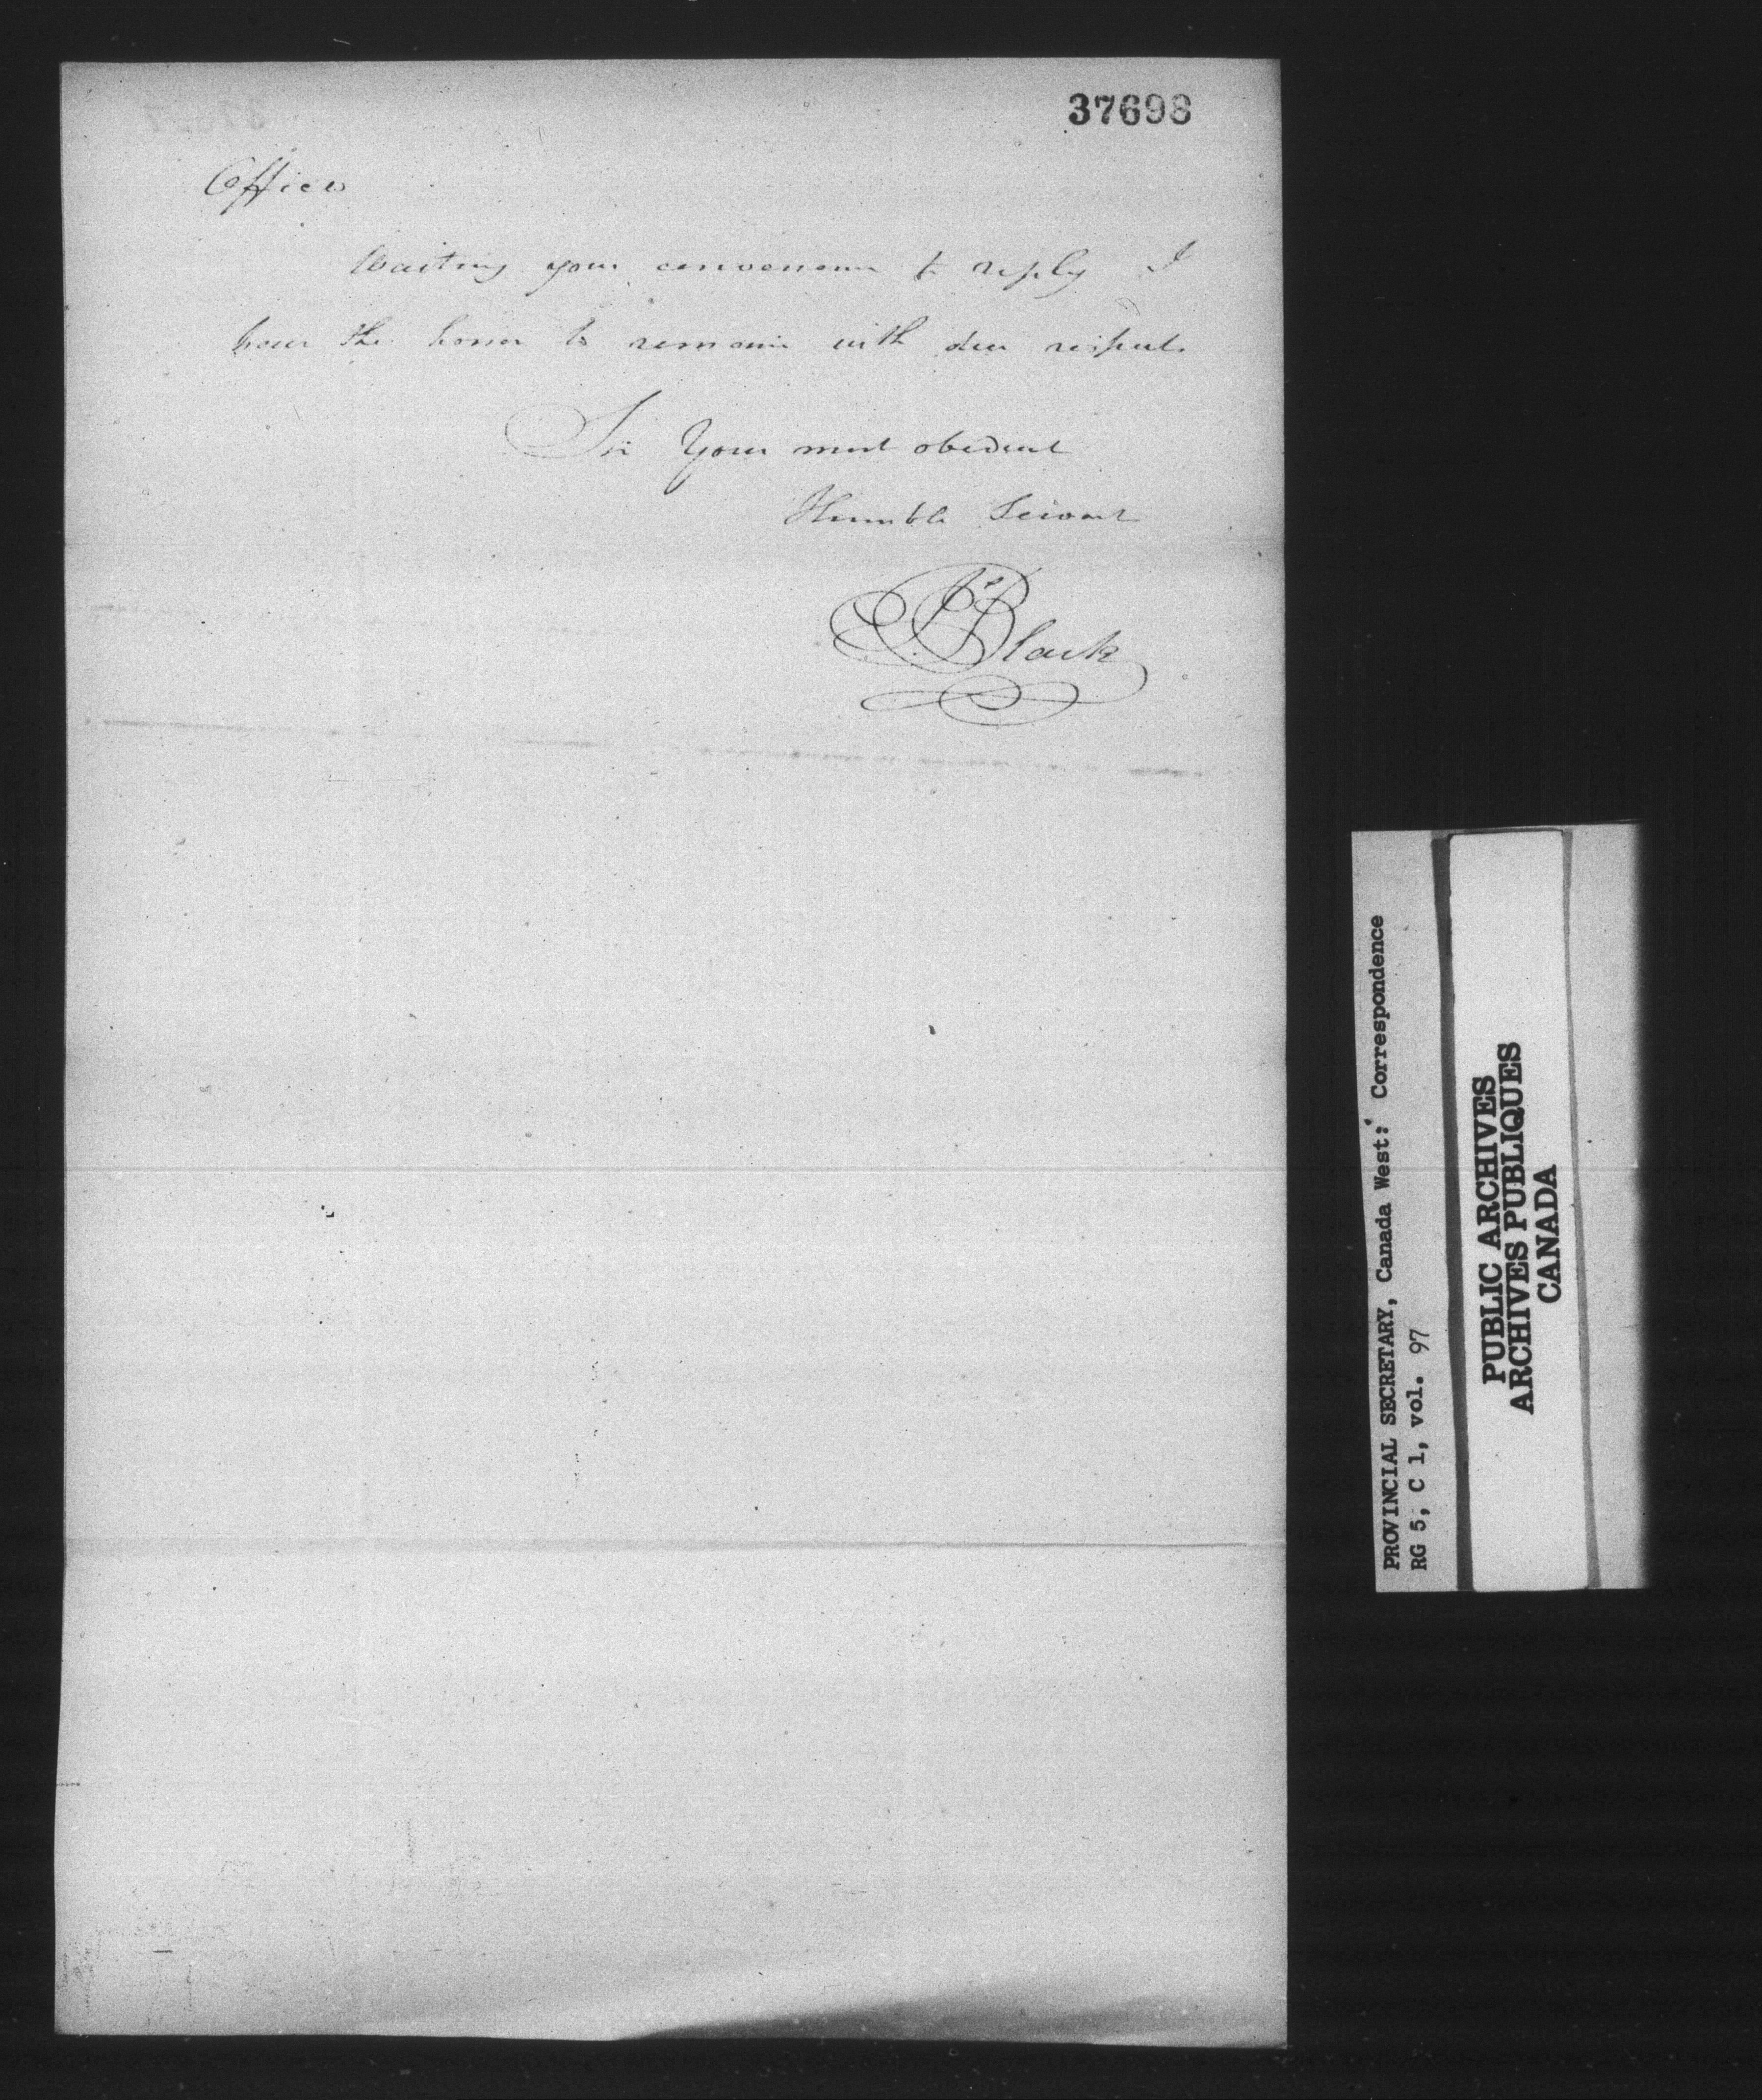 37698
Office
Waiting your convenience to reply I
have the honor to remain with due respect
Sir Your most obedient
Humble Servant
Black
PROVINCIAL SECRETARY, Canada West: Correspondence
RG 5, C 1, vol. 97
PUBLIC ARCHIVES
ARCHIVES PUBLIQUES
CANADA